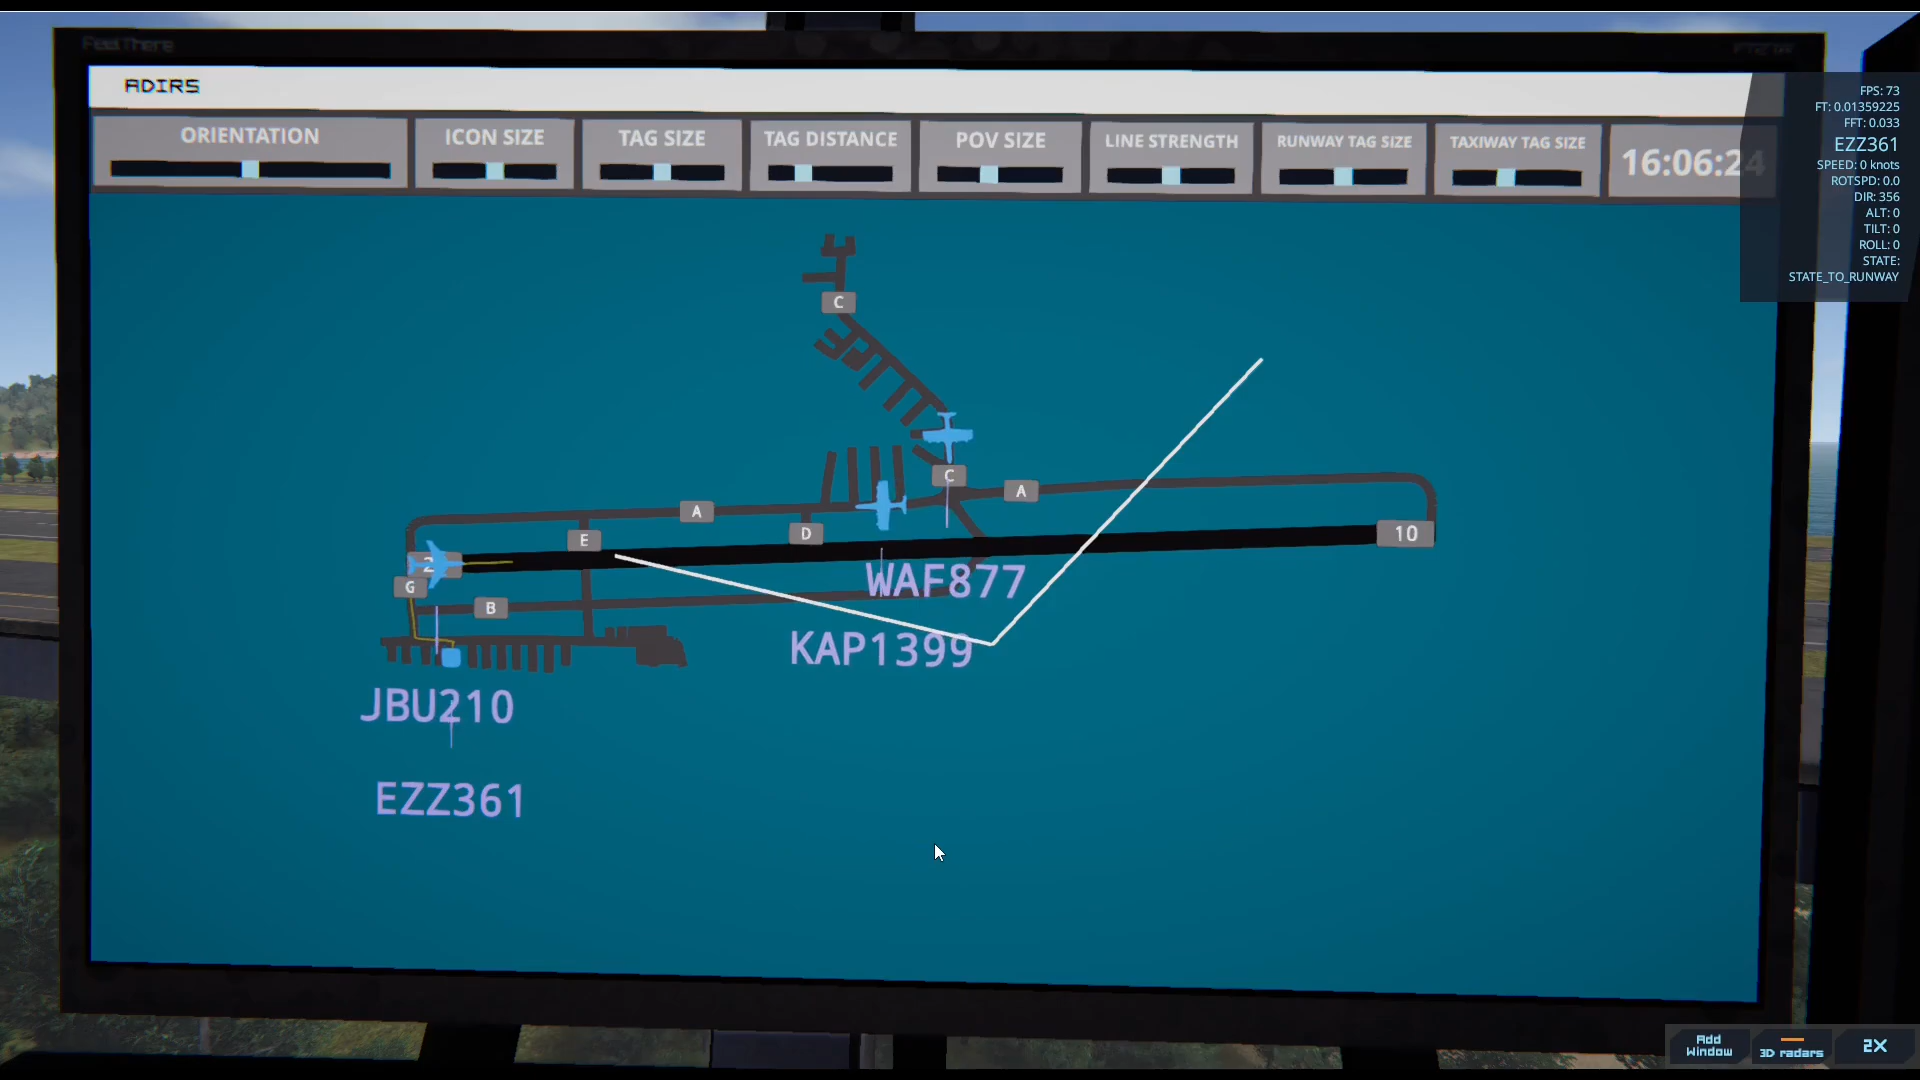 FeelThere
ADIRS
ORIENTATION
ICON SIZE
TAG SIZE
TAG DISTANCE
POV SIZE
LINE STRENGTH
RUNWAY TAG SIZE
TAXIWAY TAG SIZE
16:06:24
FPS: 73
FT: 0.01359225
FFT: 0.033
EZZ361
SPEED: 0 knots
ROTSPD: 0.0
DIR: 356
ALT: 0
TILT: 0
ROLL: 0
STATE:
STATE_TO_RUNWAY
C
C
A
A
E
D
10
2
G
B
WAF877
KAP1399
JBU210
EZZ361
Add
Window
3D radars
2X